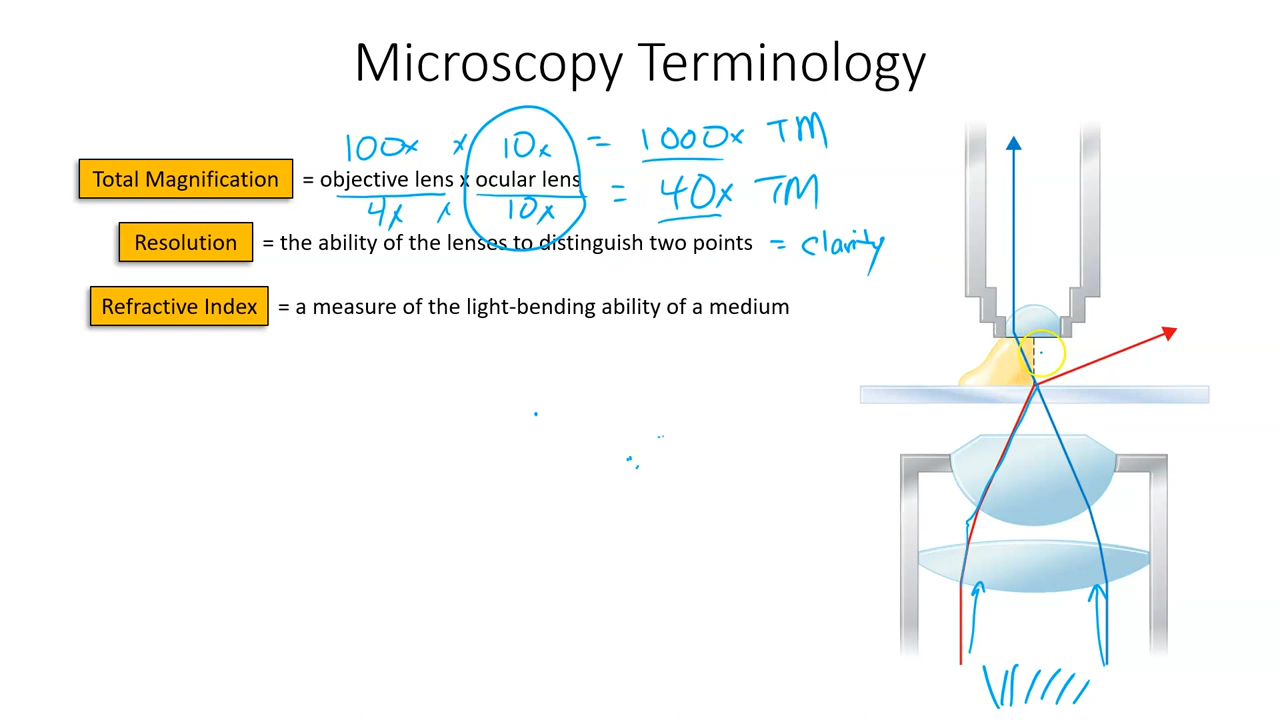 Microscopy Terminology
100x x 10x = 1000x TM
Total Magnification = objective lens x ocular lens
4x x 10x = 40x TM
Resolution = the ability of the lenses to distinguish two points = clarity
Refractive Index = a measure of the light-bending ability of a medium